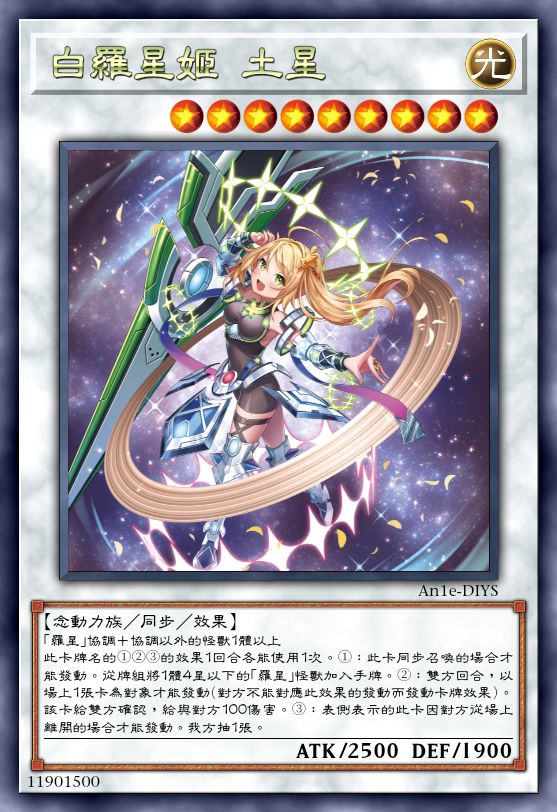 白羅星姬 土星
光
An1e-DIYS
【念動力族／同步／效果】
「羅星」協調＋協調以外的怪獸1體以上
此卡牌名的①②③的效果1回合各能使用1次。①：此卡同步召喚的場合才
能發動。從牌組將1體4星以下的「羅星」怪獸加入手牌。②：雙方回合，以
場上1張卡為對象才能發動(對方不能對應此效果的發動而發動卡牌效果)。
該卡給雙方確認，給與對方100傷害。③：表側表示的此卡因對方從場上
離開的場合才能發動。我方抽1張。
ATK/2500 DEF/1900
11901500